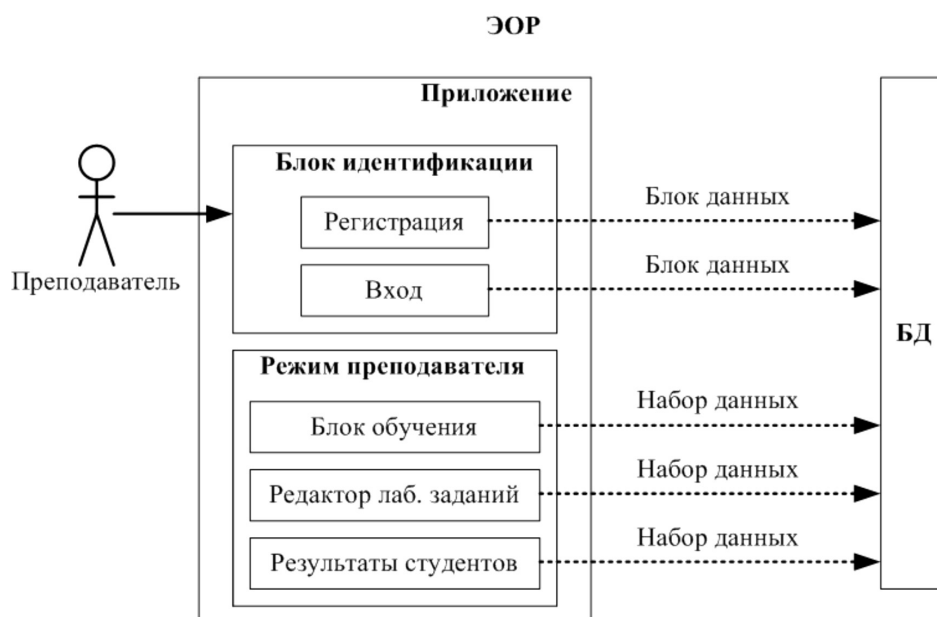 ЭОР
Приложение
Блок идентификации
Регистрация
Блок данных
Вход
Блок данных
Преподаватель
БД
Режим преподавателя
Блок обучения
Набор данных
Редактор лаб. заданий
Набор данных
Результаты студентов
Набор данных